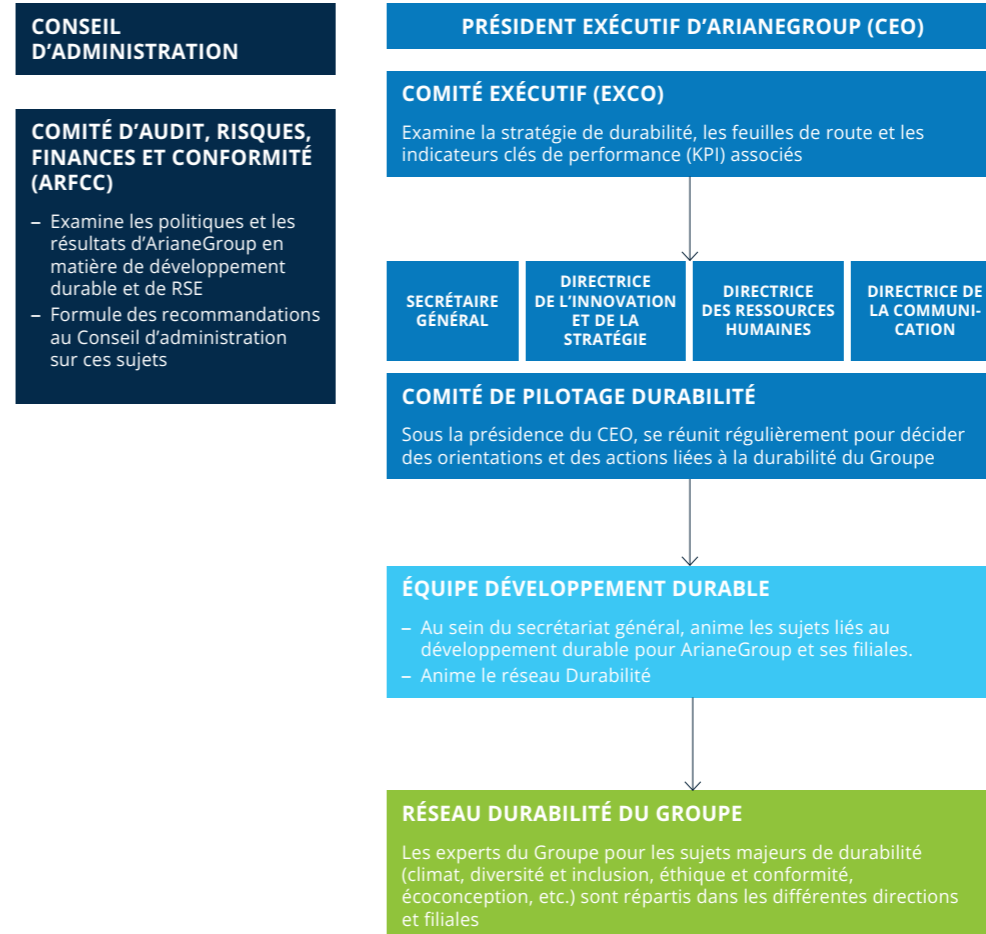 CONSEIL
D’ADMINISTRATION
COMITÉ D’AUDIT, RISQUES,
FINANCES ET CONFORMITÉ
(ARFCC)
– Examine les politiques et les
résultats d’ArianeGroup en
matière de développement
durable et de RSE
– Formule des recommandations
au Conseil d’administration
sur ces sujets
PRÉSIDENT EXÉCUTIF D’ARIANEGROUP (CEO)
COMITÉ EXÉCUTIF (EXCO)
Examine la stratégie de durabilité, les feuilles de route et les
indicateurs clés de performance (KPI) associés
SECRÉTAIRE
GÉNÉRAL
DIRECTRICE
DE L’INNOVATION
ET DE LA
STRATÉGIE
DIRECTRICE
DES RESSOURCES
HUMAINES
DIRECTRICE DE
LA COMMUNI-
CATION
COMITÉ DE PILOTAGE DURABILITÉ
Sous la présidence du CEO, se réunit régulièrement pour décider
des orientations et des actions liées à la durabilité du Groupe
ÉQUIPE DÉVELOPPEMENT DURABLE
– Au sein du secrétariat général, anime les sujets liés au
développement durable pour ArianeGroup et ses filiales.
– Anime le réseau Durabilité
RÉSEAU DURABILITÉ DU GROUPE
Les experts du Groupe pour les sujets majeurs de durabilité
(climat, diversité et inclusion, éthique et conformité,
écoconception, etc.) sont répartis dans les différentes directions
et filiales